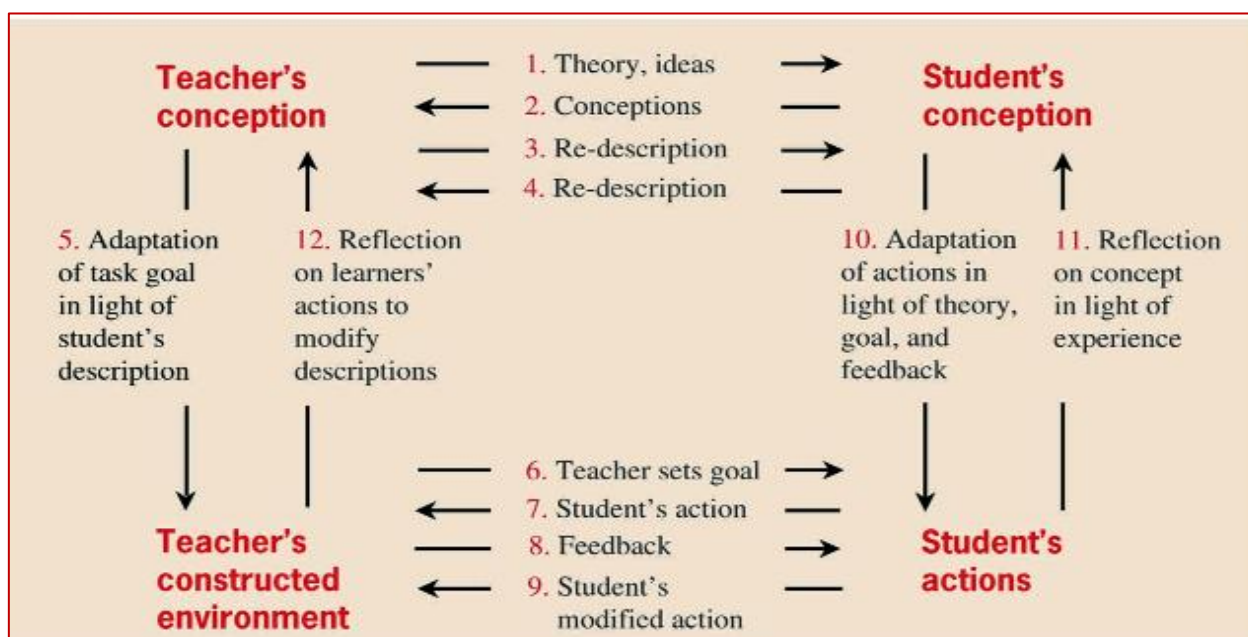 Teacher's
conception
1. Theory, ideas
2. Conceptions
3. Re-description
4. Re-description
Student's
conception
5. Adaptation
of task goal
in light of
student's
description
12. Reflection
on learners'
actions to
modify
descriptions
10. Adaptation
of actions in
light of theory,
goal, and
feedback
11. Reflection
on concept
in light of
experience
Teacher's
constructed
environment
6. Teacher sets goal
7. Student's action
8. Feedback
9. Student's
modified action
Student's
actions